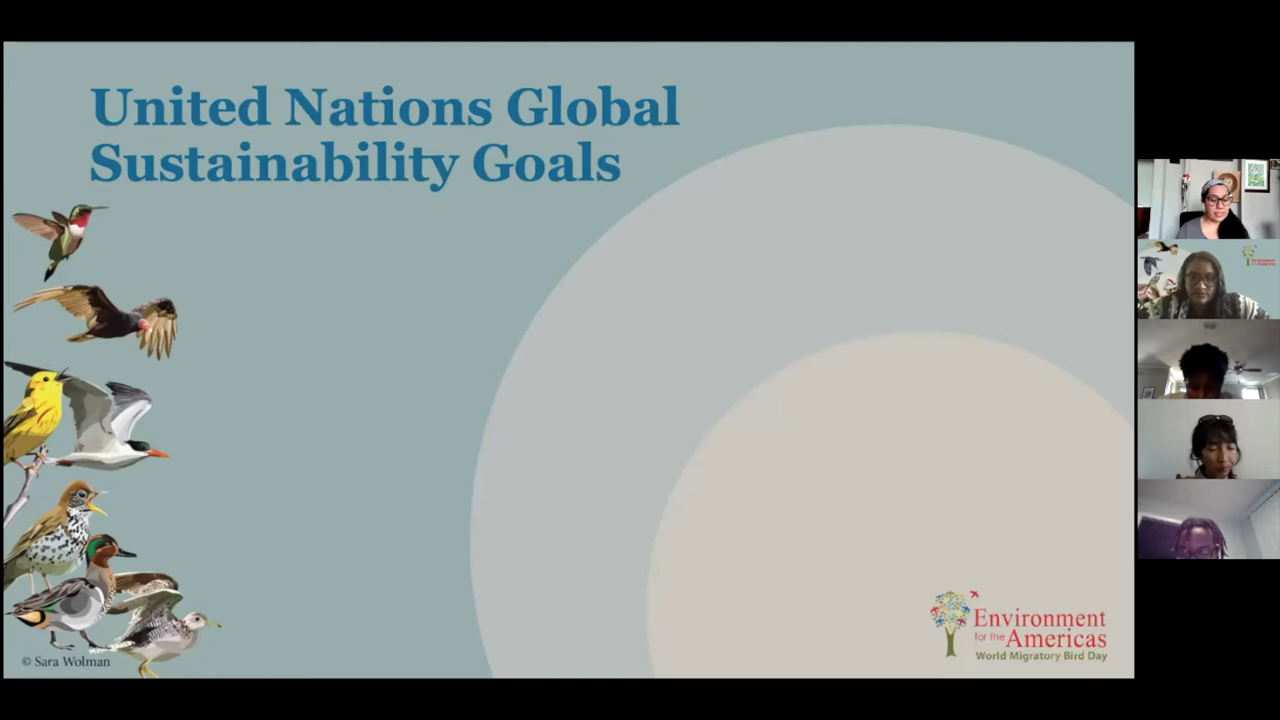 United Nations Global
Sustainability Goals
© Sara Wolman
Environment
for the Americas
World Migratory Bird Day